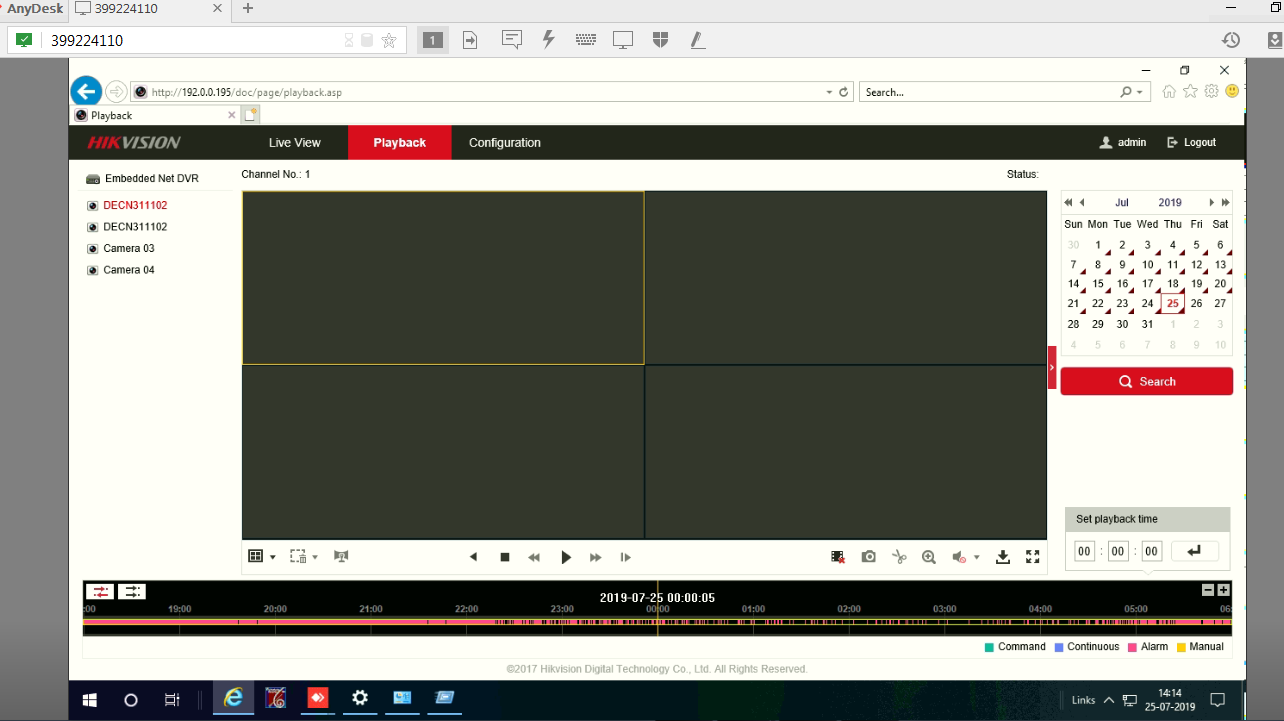 AnyDesk 399224110
399224110 1
http://192.0.0.195/doc/page/playback.asp Search...
Playback
HIKVISION Live View Playback Configuration admin Logout
Embedded Net DVR
DECN311102
DECN311102
Camera 03
Camera 04
Channel No.: 1 Status:
Jul 2019
Sun Mon Tue Wed Thu Fri Sat
30 1 2 3 4 5 6
7 8 9 10 11 12 13
14 15 16 17 18 19 20
21 22 23 24 25 26 27
28 29 30 31 1 2 3
4 5 6 7 8 9 10
Search
Set playback time
00 : 00 : 00
2019-07-25 00:00:05
:00 19:00 20:00 21:00 22:00 23:00 00:00 01:00 02:00 03:00 04:00 05:00 06:
Command Continuous Alarm Manual
©2017 Hikvision Digital Technology Co., Ltd. All Rights Reserved.
Links 14:14
25-07-2019